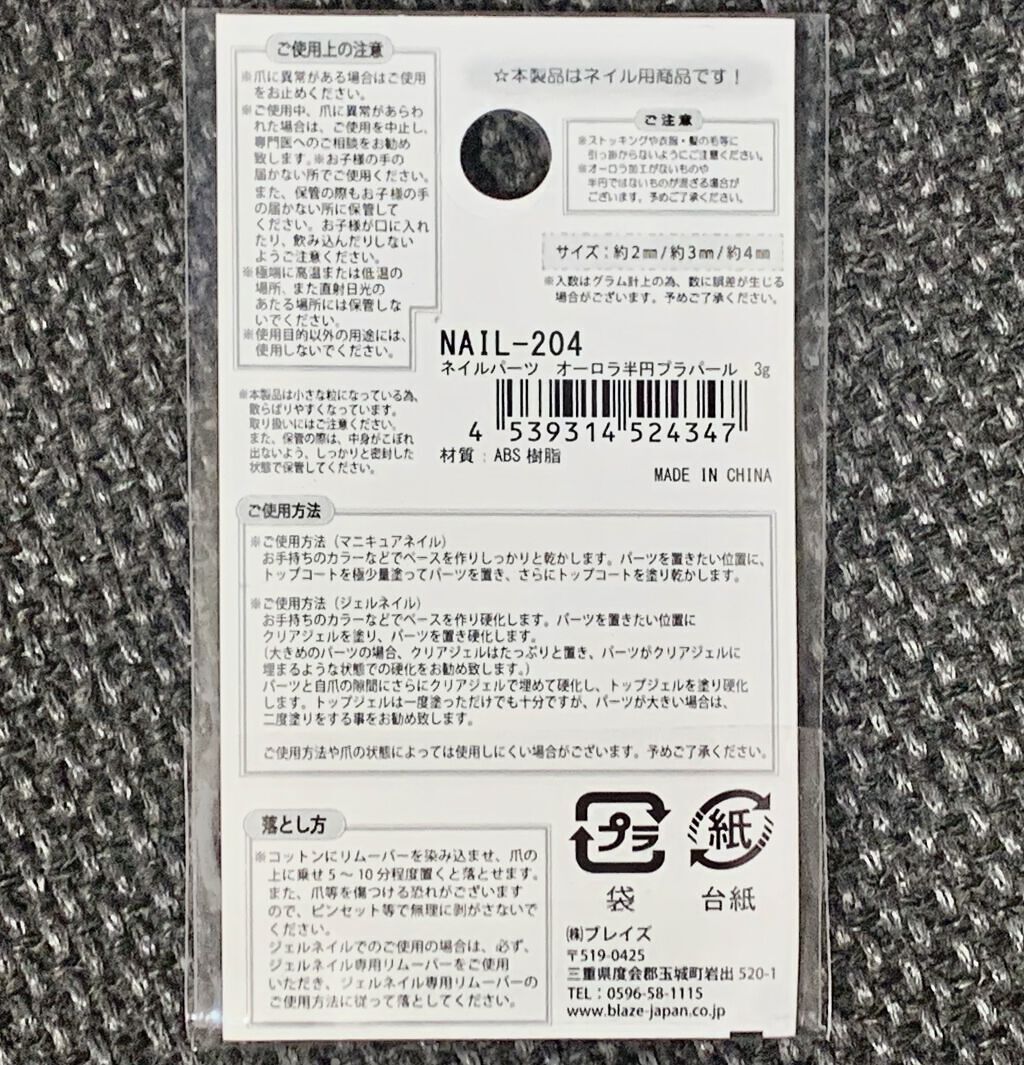 ご使用上の注意
※爪に異常がある場合はご使用
をお止めください。
※ご使用中、爪に異常があらわ
れた場合は、ご使用を中止し、
専門医へのご相談をお勧め
致します。※お子様の手の
届かない所でご使用ください。
また、保管の際もお子様の手
の届かない所に保管して
ください。お子様が口に入れ
たり、飲み込んだりしない
ようご注意ください。
※極端に高温または低温の
場所、また直射日光の
あたる場所には保管しな
いでください。
※使用目的以外の用途には、
使用しないでください。
※本製品は小さな粒になっている為、
散らばりやすくなっています。
取り扱いにはご注意ください。
また、保管の際は、中身がこぼれ
出ないよう、しっかりと密封した
状態で保管してください。
☆本製品はネイル用商品です！
ご注意
※ストッキングや衣服・髪の毛等に
引っ掛からないようにご注意ください。
※オーロラ加工がないものや
半円ではないものが混ざる場合が
ございます。予めご了承ください。
サイズ：約2㎜/約3㎜/約4㎜
※入数はグラム計上の為、数に誤差が生じる
場合がございます。予めご了承ください。
NAIL-204
ネイルパーツ　オーロラ半円プラパール　3g
4 539314 524347
材質：ABS樹脂
MADE IN CHINA
ご使用方法
※ご使用方法（マニキュアネイル）
お手持ちのカラーなどでベースを作りしっかりと乾かします。パーツを置きたい位置に、
トップコートを極少量塗ってパーツを置き、さらにトップコートを塗り乾かします。
※ご使用方法（ジェルネイル）
お手持ちのカラーなどでベースを作り硬化します。パーツを置きたい位置に
クリアジェルを塗り、パーツを置き硬化します。
（大きめのパーツの場合、クリアジェルはたっぷりと置き、パーツがクリアジェルに
埋まるような状態での硬化をお勧め致します。）
パーツと自爪の隙間にさらにクリアジェルで埋めて硬化し、トップジェルを塗り硬化
します。トップジェルは一度塗っただけでも十分ですが、パーツが大きい場合は、
二度塗りをする事をお勧め致します。
ご使用方法や爪の状態によっては使用しにくい場合がございます。予めご了承ください。
落とし方
※コットンにリムーバーを染み込ませ、爪の
上に乗せ5～10分程度置くと落とせます。
また、爪等を傷つける恐れがございます
ので、ピンセット等で無理に剥がさないで
ください。
ジェルネイルでのご使用の場合は、必ず、
ジェルネイル専用リムーバーをご使用
いただき、ジェルネイル専用リムーバーの
ご使用方法に従って落としてください。
プラ
袋
紙
台紙
㈱ブレイズ
〒519-0425
三重県度会郡玉城町岩出 520-1
TEL：0596-58-1115
www.blaze-japan.co.jp